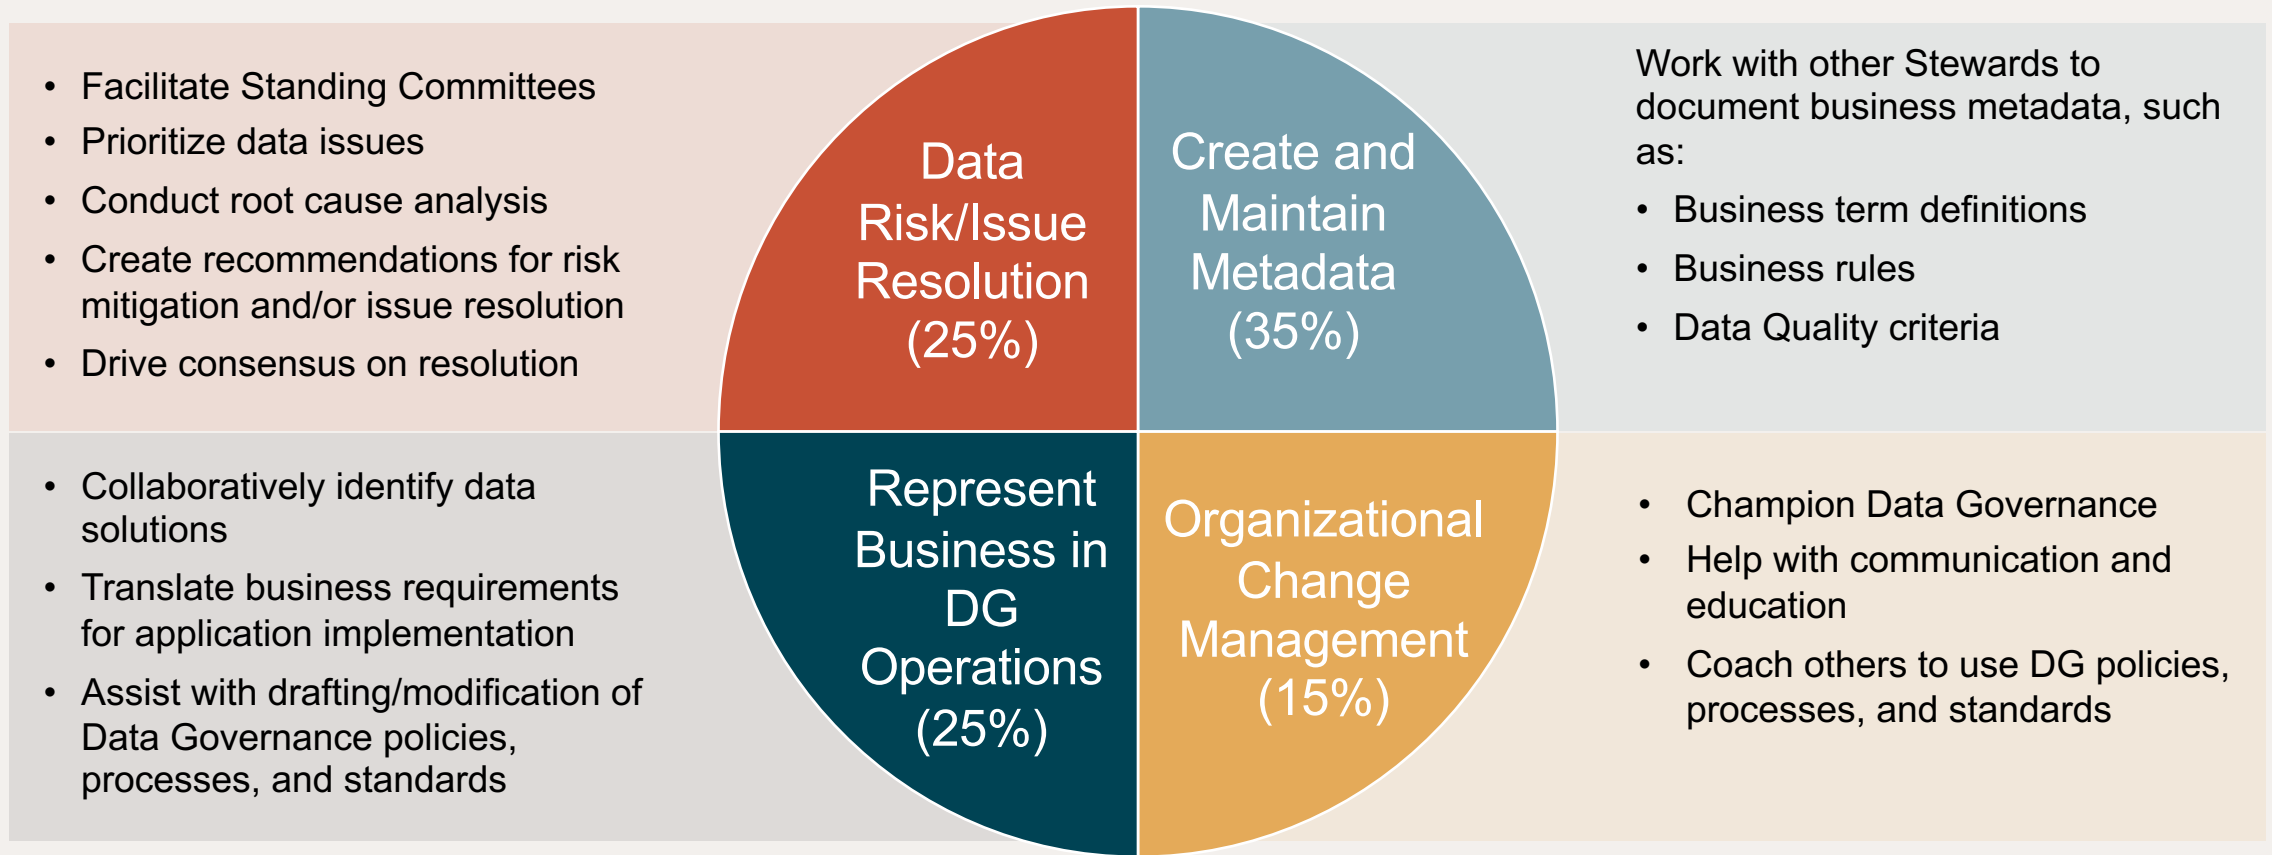 • Facilitate Standing Committees
• Prioritize data issues
• Conduct root cause analysis
• Create recommendations for risk
mitigation and/or issue resolution
• Drive consensus on resolution
Data
Risk/Issue
Resolution
(25%)
Create and
Maintain
Metadata
(35%)
Work with other Stewards to
document business metadata, such
as:
• Business term definitions
• Business rules
• Data Quality criteria
• Collaboratively identify data
solutions
• Translate business requirements
for application implementation
• Assist with drafting/modification of
Data Governance policies,
processes, and standards
Represent
Business in
DG
Operations
(25%)
Organizational
Change
Management
(15%)
• Champion Data Governance
• Help with communication and
education
• Coach others to use DG policies,
processes, and standards